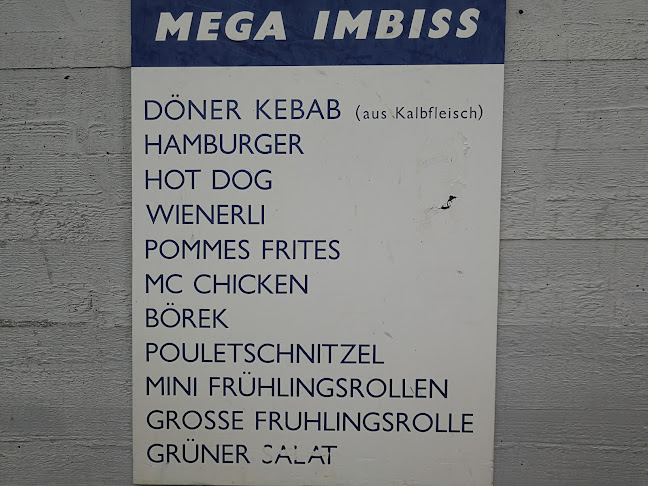 MEGA IMBISS
DÖNER KEBAB (aus Kalbfleisch)
HAMBURGER
HOT DOG
WIENERLI
POMMES FRITES
MC CHICKEN
BÖREK
POULETSCHNITZEL
MINI FRÜHLINGSROLLEN
GROSSE FRUHLINGSROLLE
GRÜNER SALAT